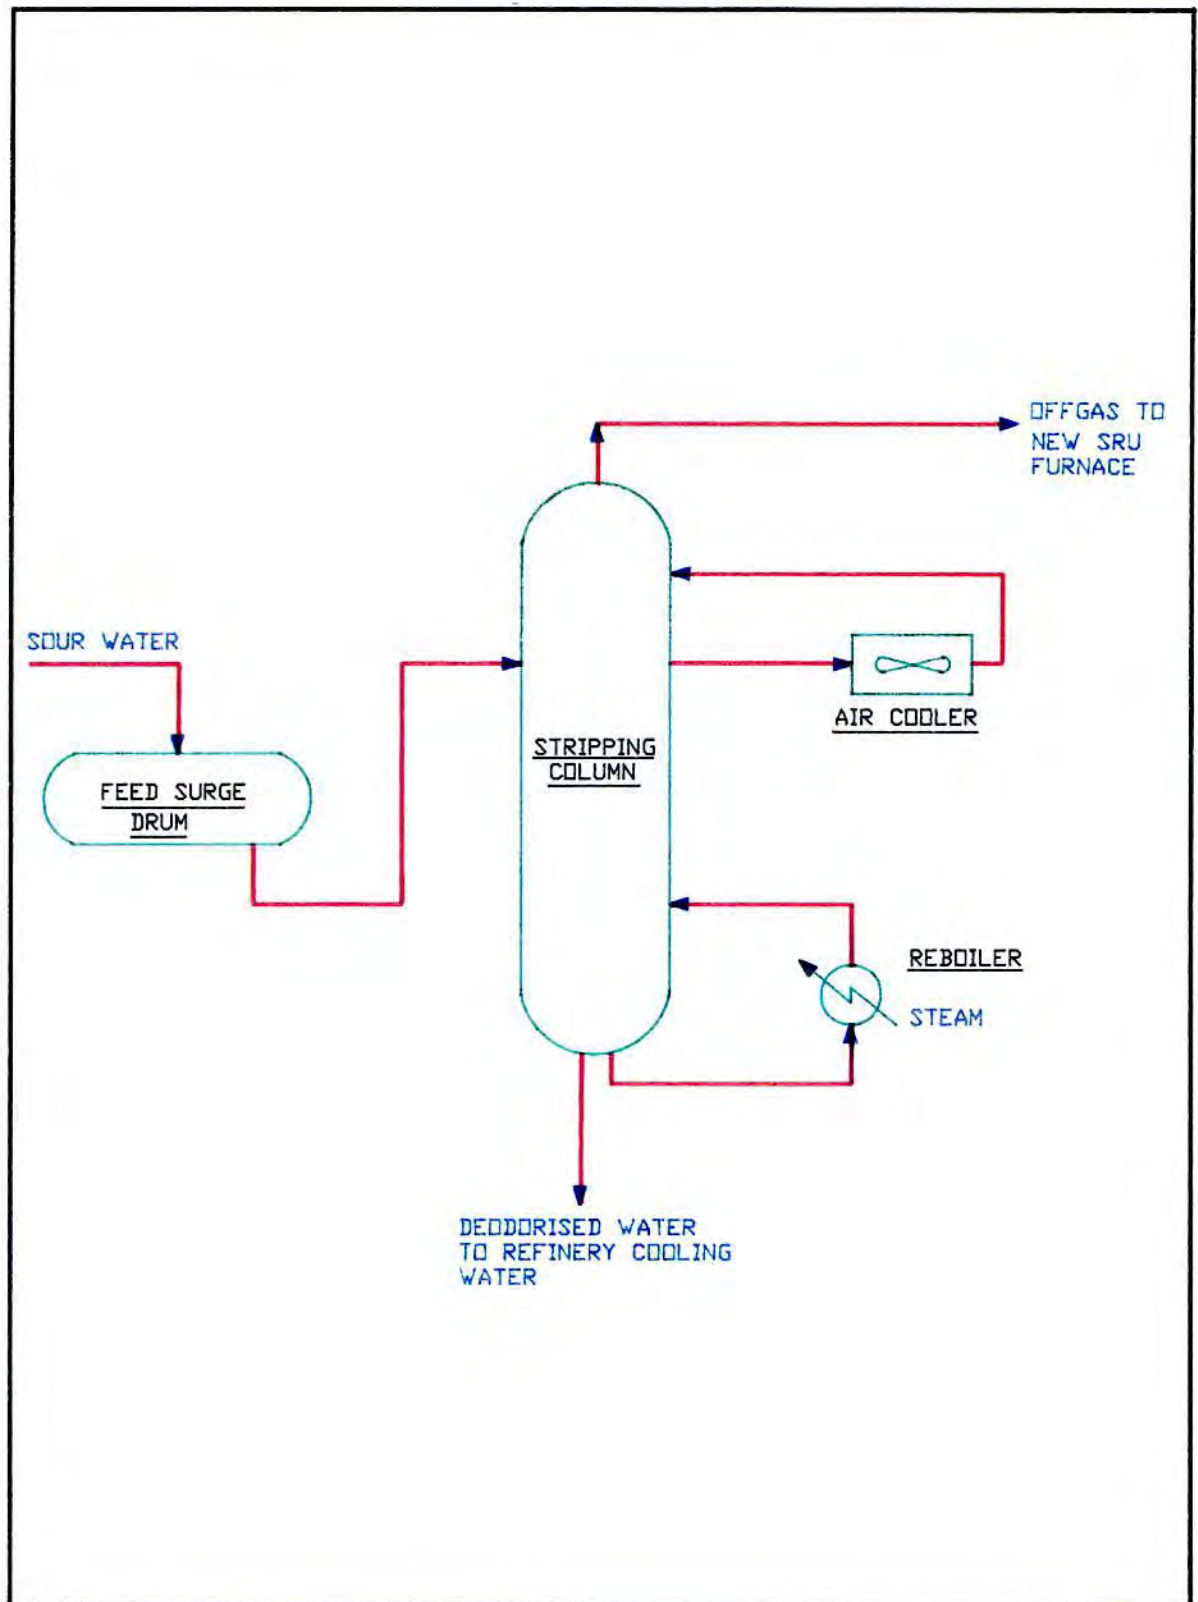 OFFGAS TO
NEW SRU
FURNACE
SOUR WATER
AIR COOLER
STRIPPING
COLUMN
FEED SURGE
DRUM
REBOILER
STEAM
DEODORISED WATER
TO REFINERY COOLING
WATER